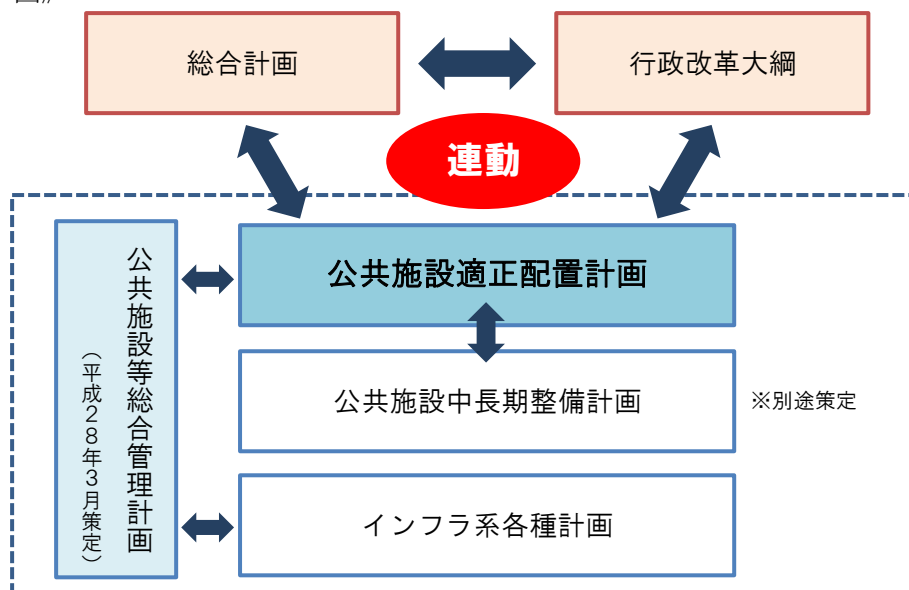 総合計画
行政改革大綱
連動
公共施設等総合管理計画
（平成２８年３月策定）
公共施設適正配置計画
公共施設中長期整備計画
※別途策定
インフラ系各種計画